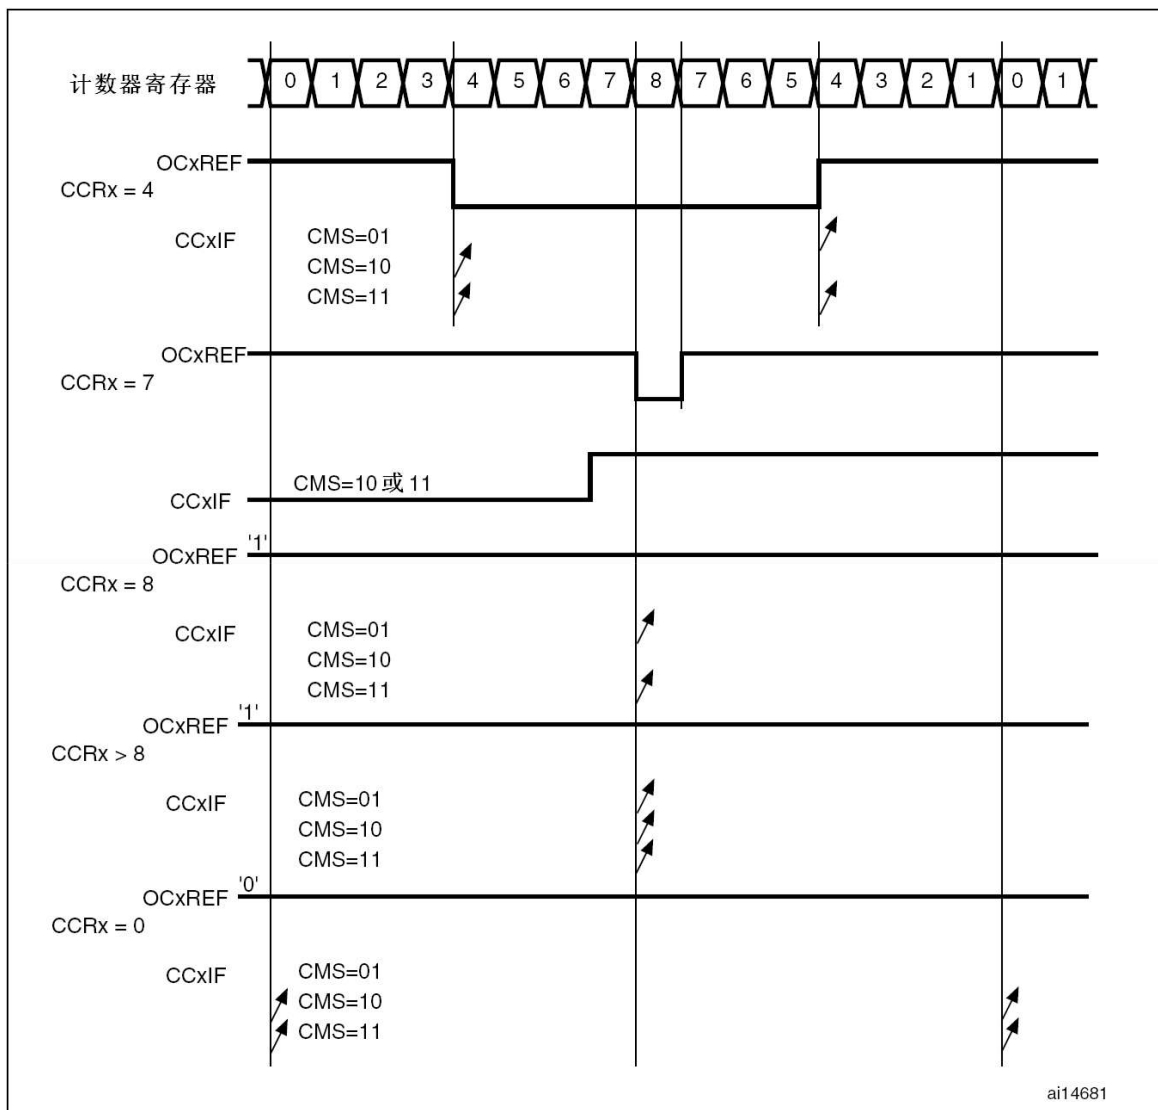 计数器寄存器 0 1 2 3 4 5 6 7 8 7 6 5 4 3 2 1 0 1
OCxREF
CCRx = 4
CCxIF CMS=01
CMS=10
CMS=11
OCxREF
CCRx = 7
CMS=10 或 11
CCxIF
OCxREF '1'
CCRx = 8
CCxIF CMS=01
CMS=10
CMS=11
OCxREF '1'
CCRx > 8
CCxIF CMS=01
CMS=10
CMS=11
OCxREF '0'
CCRx = 0
CCxIF CMS=01
CMS=10
CMS=11
ai14681